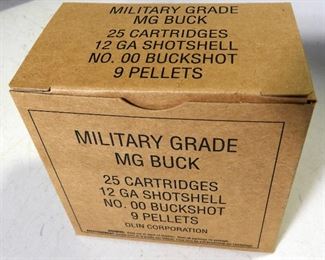 MILITARY GRADE
MG BUCK
25 CARTRIDGES
12 GA SHOTSHELL
NO. 00 BUCKSHOT
9 PELLETS
MILITARY GRADE
MG BUCK
25 CARTRIDGES
12 GA SHOTSHELL
NO. 00 BUCKSHOT
9 PELLETS
OLIN CORPORATION